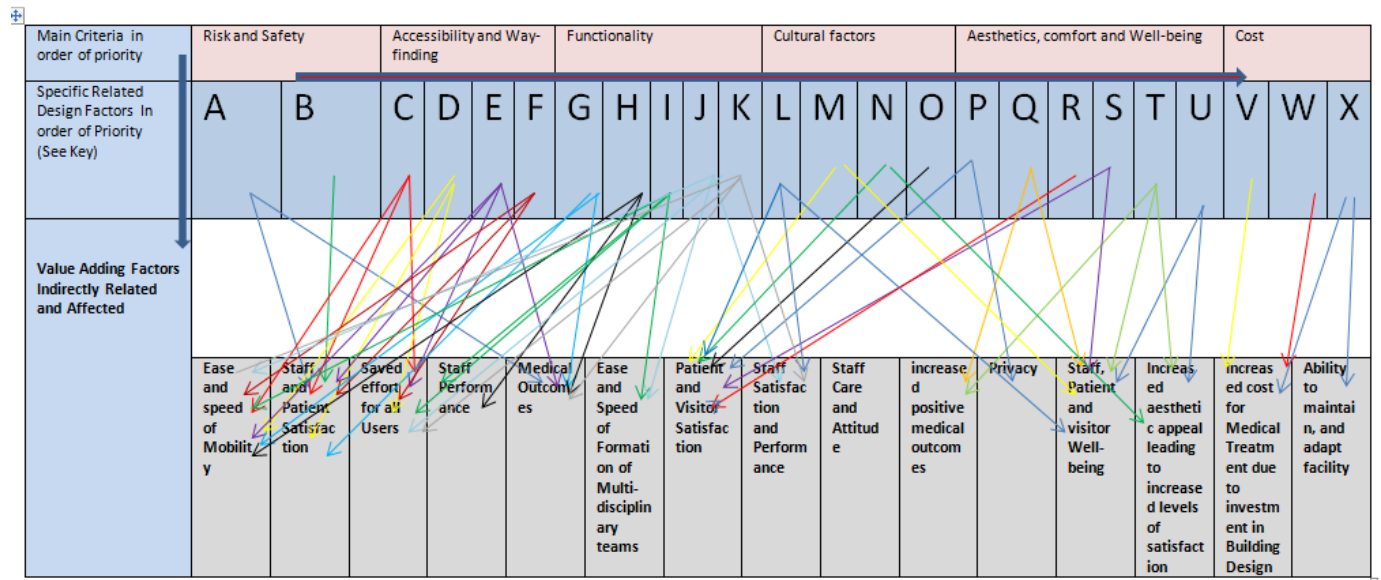 Main Criteria in
order of priority
Risk and Safety
Accessibility and Way-
finding
Functionality
Cultural factors
Aesthetics, comfort and Well-being
Cost
Specific Related
Design Factors In
order of Priority
(See Key)
A B C D E F G H I J K L M N O P Q R S T U V W X
Value Adding Factors
Indirectly Related
and Affected
Ease
and
speed
of
Mobilit
y
Staff
and
Patient
Satisfac
tion
Saved
effort
for all
Users
Staff
Perform
ance
Medical
Outcom
es
Ease
and
Speed
of
Formati
on of
Multi-
disciplin
ary
teams
Patient
and
Visitor
Satisfac
tion
Staff
Satisfac
tion
and
Perform
ance
Staff
Care
and
Attitud
e
increase
d
positive
medical
outcom
es
Privacy
Staff,
Patient
and
visitor
Well-
being
Increas
ed
aestheti
c appeal
leading
to
increase
d levels
of
satisfact
ion
increas
ed cost
for
Medical
Treatm
ent due
to
investm
ent in
Building
Design
Ability
to
maintai
n, and
adapt
facility